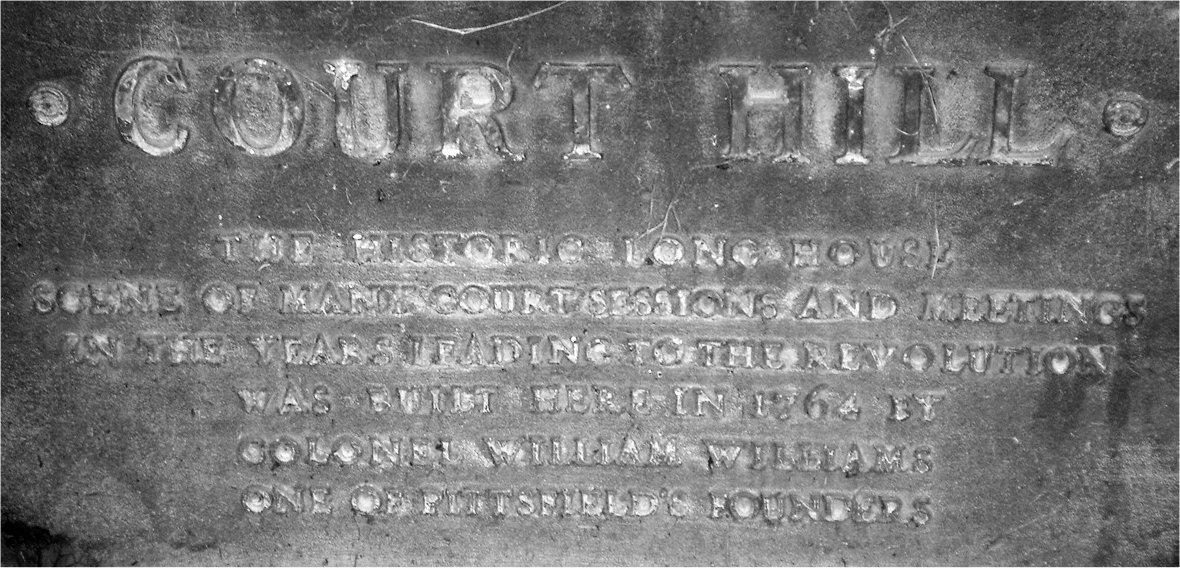 • COURT HILL •
THE HISTORIC LONG HOUSE
SCENE OF MANY COURT SESSIONS AND MEETINGS
IN THE YEARS LEADING TO THE REVOLUTION
WAS BUILT HERE IN 1764 BY
COLONEL WILLIAM WILLIAMS
ONE OF PITTSFIELD'S FOUNDERS